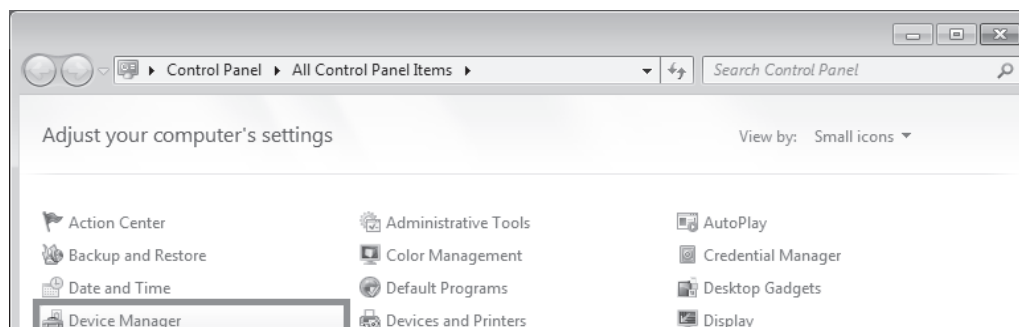 Control Panel All Control Panel Items Search Control Panel
Adjust your computer's settings View by: Small icons
Action Center Administrative Tools AutoPlay
Backup and Restore Color Management Credential Manager
Date and Time Default Programs Desktop Gadgets
Device Manager Devices and Printers Display